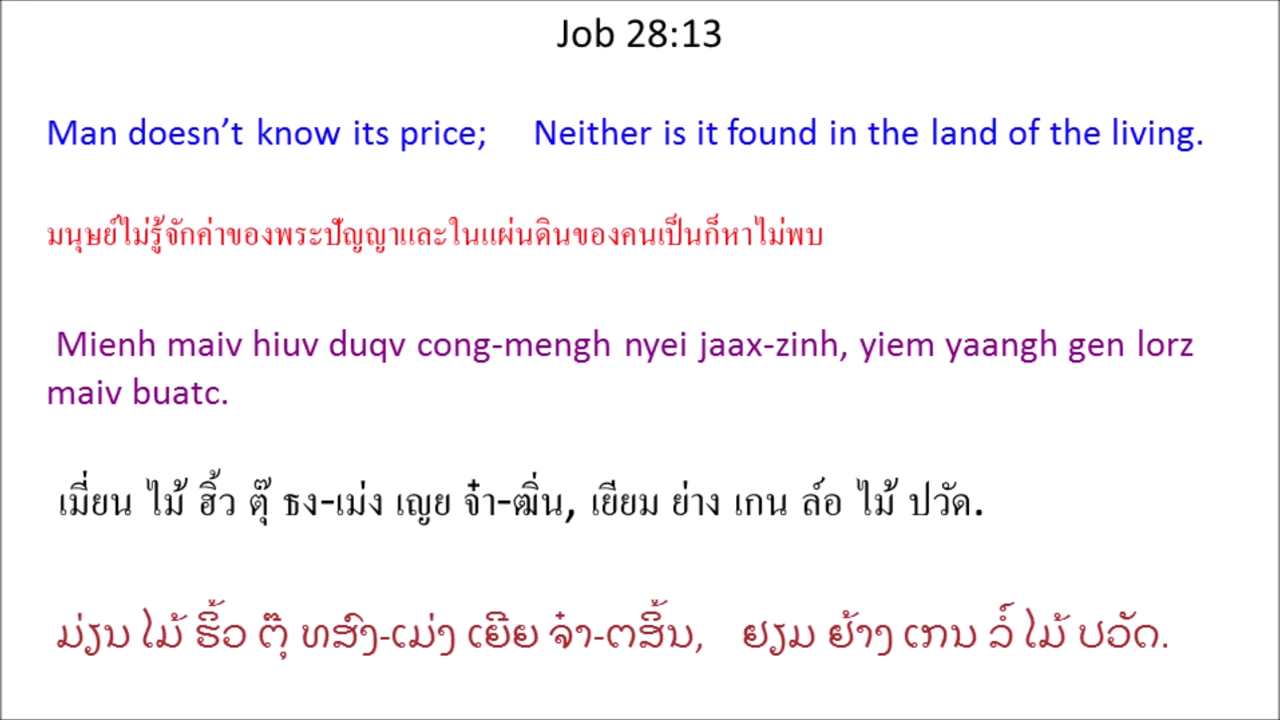 Job 28:13
Man doesn’t know its price; Neither is it found in the land of the living.
มนุษย์ไม่รู้จักค่าของพระปัญญาและในแผ่นดินของคนเป็นก็หาไม่พบ
Mienh maiv hiuv duqv cong-mengh nyei jaax-zinh, yiem yaangh gen lorz
maiv buatc.
เมี่ยน ไม้ ฮิ้ว ตุ๊ ธง-เม่ง เญย จ๋า-ฒิ่น, เยียม ย่าง เกน ล์อ ไม้ ปวัด.
ມ່ຽນ ໄມ້ ຮິ້ວ ຕຸ໊ ທສົງ-ເມ່ງ ເຍີຍ ຈ໋າ-ຕສິ້ນ, ຢຽມ ຢ້າງ ເກນ ລໍ໌ ໄມ້ ປວັດ.